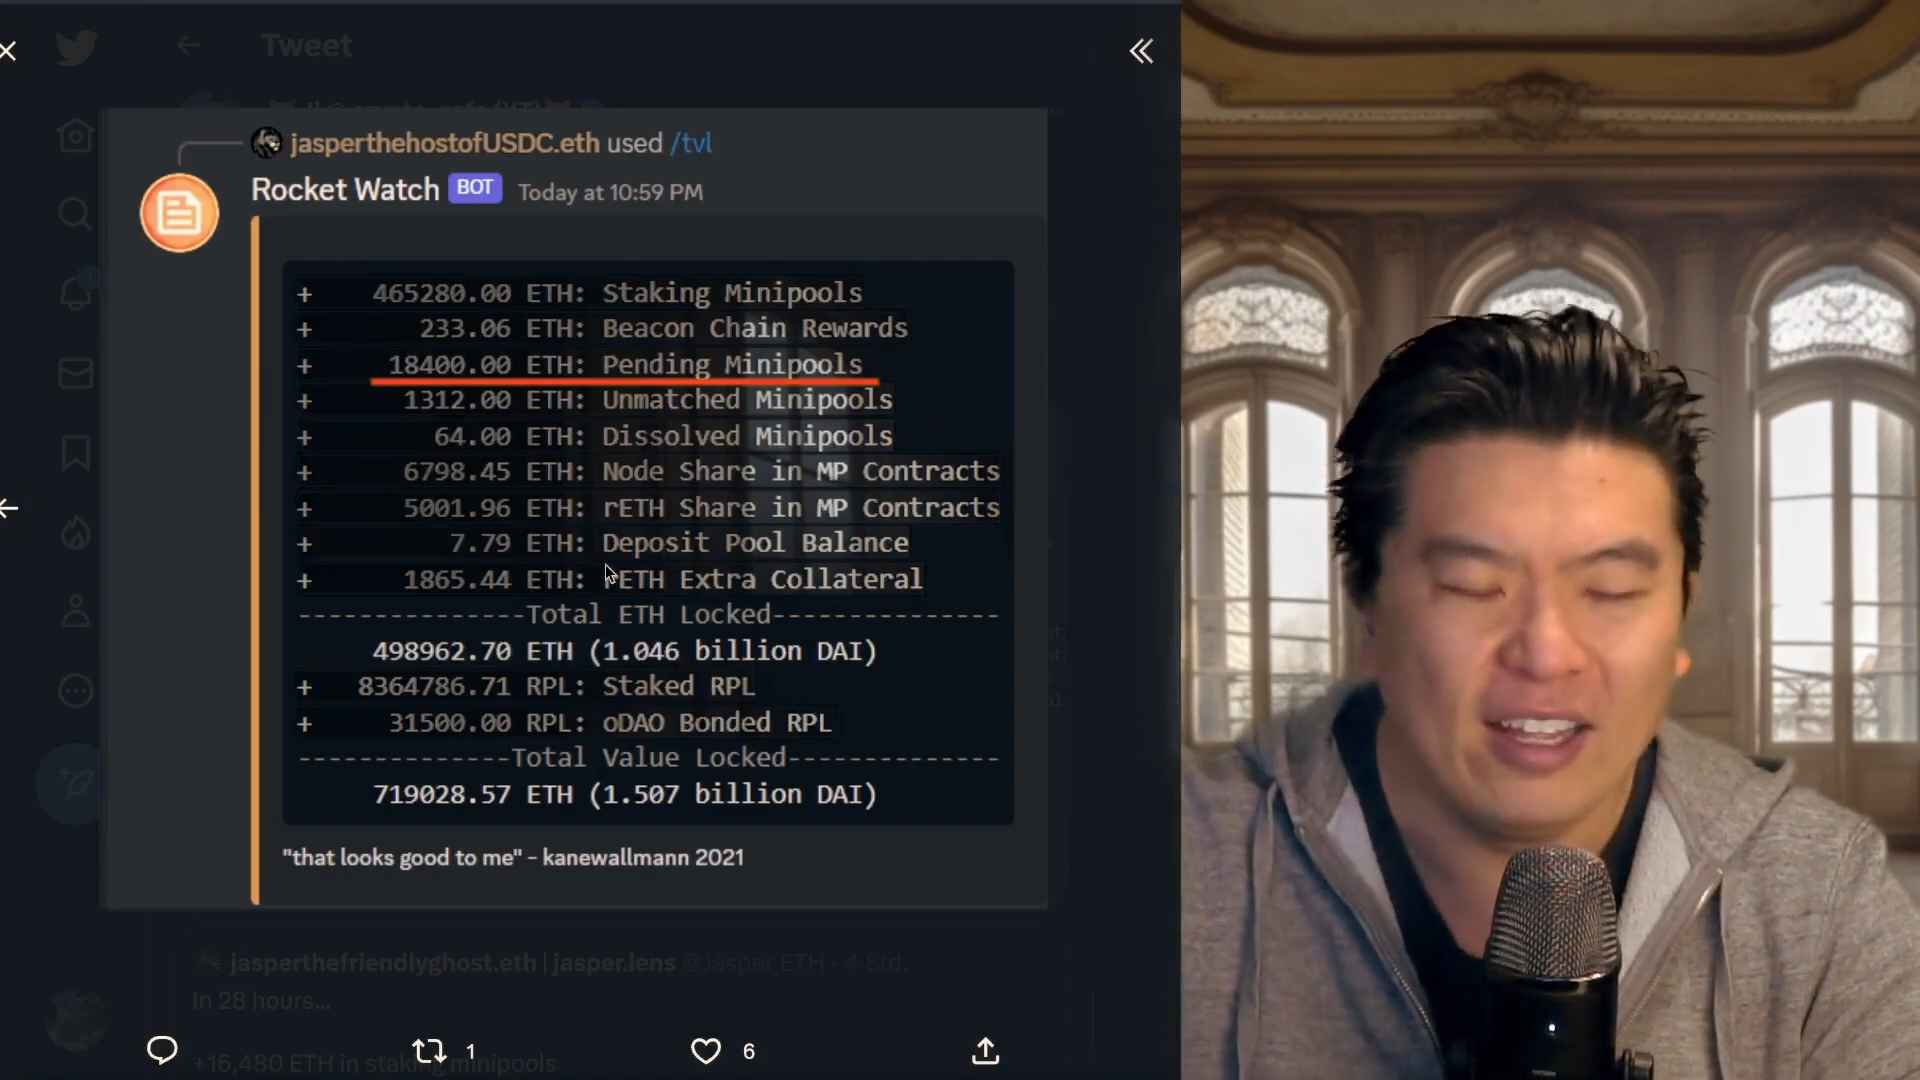 Tweet
jasperthehostofUSDC.eth used /tvl
Rocket Watch BOT Today at 10:59 PM
+ 465280.00 ETH: Staking Minipools
+ 233.06 ETH: Beacon Chain Rewards
+ 18400.00 ETH: Pending Minipools
+ 1312.00 ETH: Unmatched Minipools
+ 64.00 ETH: Dissolved Minipools
+ 6798.45 ETH: Node Share in MP Contracts
+ 5001.96 ETH: rETH Share in MP Contracts
+ 7.79 ETH: Deposit Pool Balance
+ 1865.44 ETH: rETH Extra Collateral
--------------Total ETH Locked--------------
498962.70 ETH (1.046 billion DAI)
+ 8364786.71 RPL: Staked RPL
+ 31500.00 RPL: oDAO Bonded RPL
-------------Total Value Locked-------------
719028.57 ETH (1.507 billion DAI)
"that looks good to me" - kanewallmann 2021
jasperthefriendlyghost.eth | jasper.lens @Jasper_ETH · 4 Std.
In 28 hours...
+16,480 ETH in staking minipools
1
6